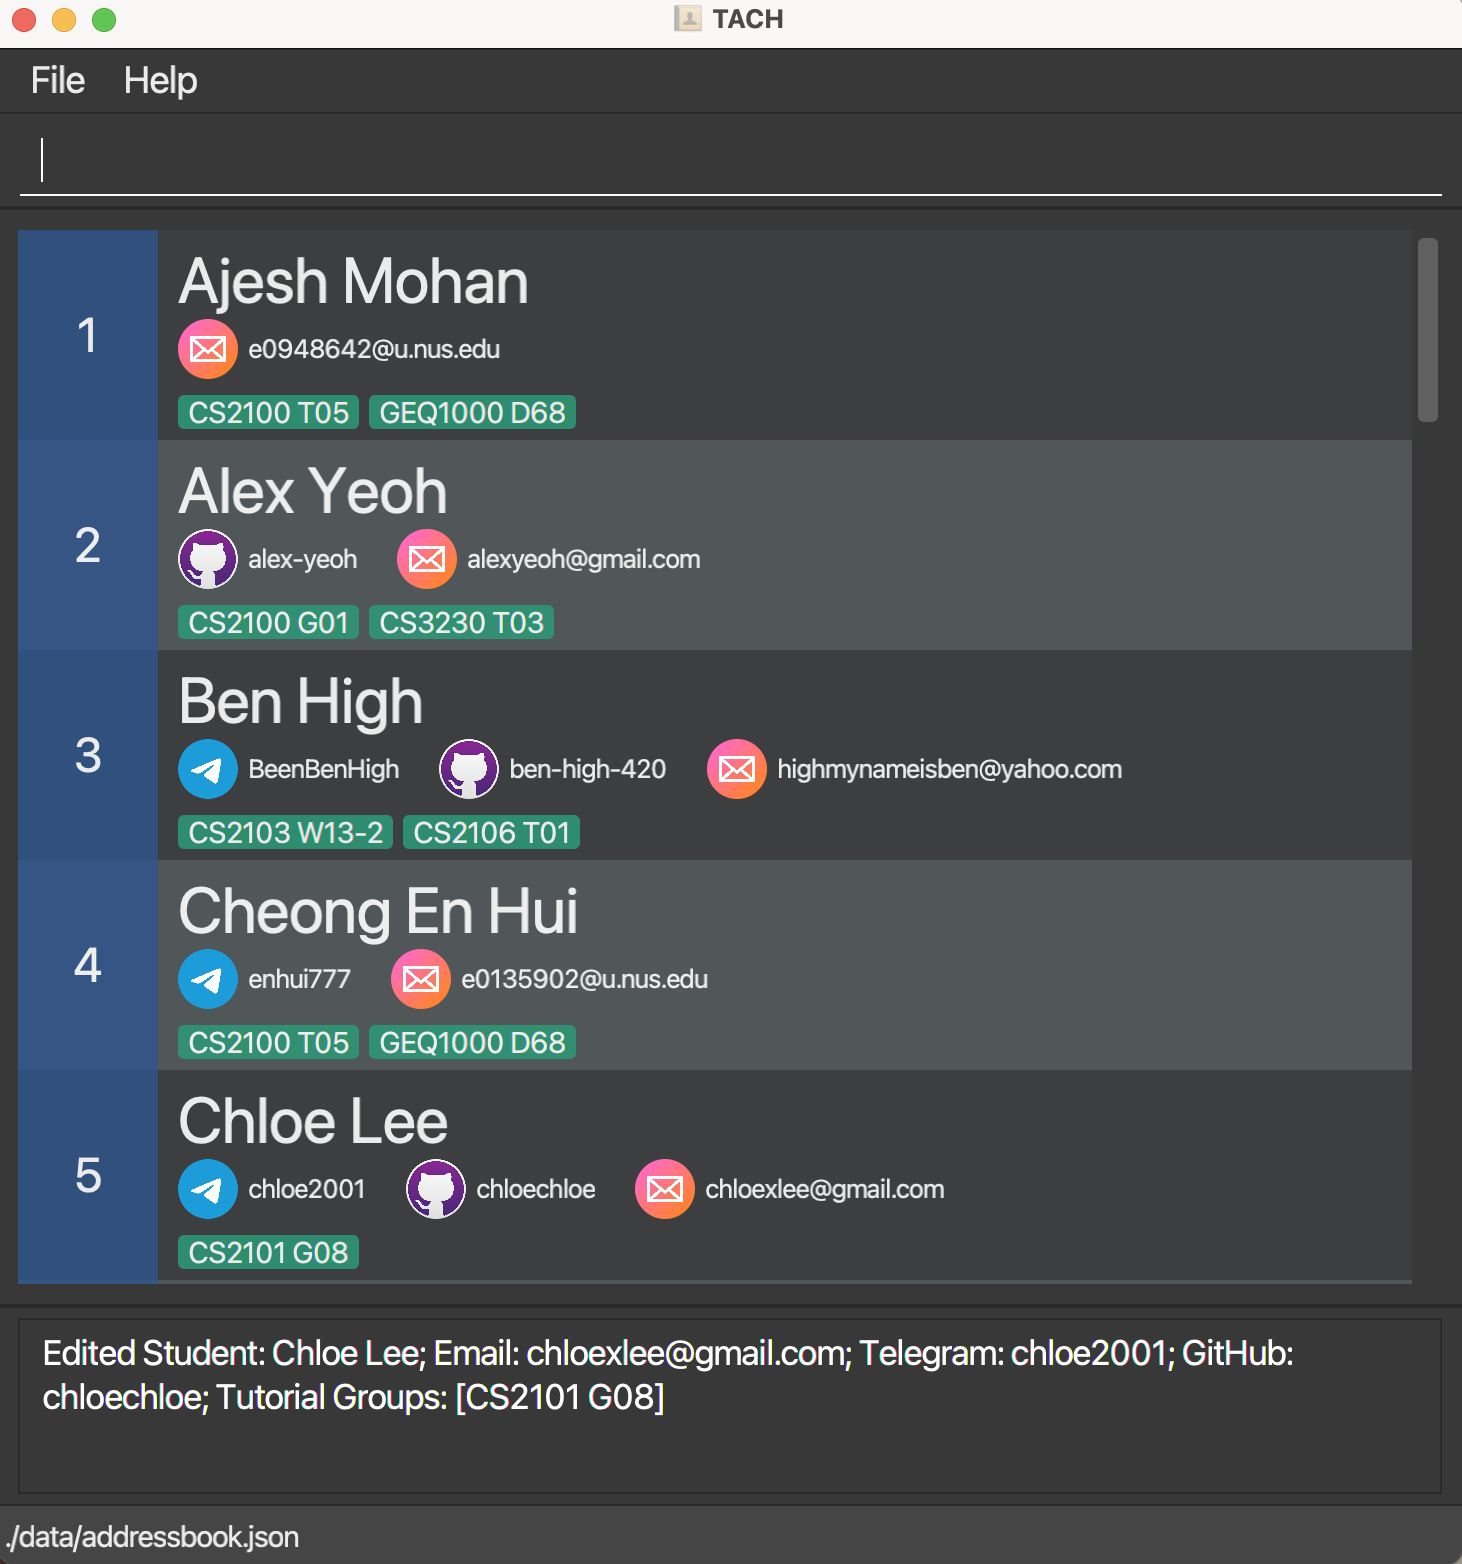 TACH
File Help
1
Ajesh Mohan
e0948642@u.nus.edu
CS2100 T05 GEQ1000 D68
2
Alex Yeoh
alex-yeoh alexyeoh@gmail.com
CS2100 G01 CS3230 T03
3
Ben High
BeenBenHigh ben-high-420 highmynameisben@yahoo.com
CS2103 W13-2 CS2106 T01
4
Cheong En Hui
enhui777 e0135902@u.nus.edu
CS2100 T05 GEQ1000 D68
5
Chloe Lee
chloe2001 chloechloe chloexlee@gmail.com
CS2101 G08
Edited Student: Chloe Lee; Email: chloexlee@gmail.com; Telegram: chloe2001; GitHub:
chloechloe; Tutorial Groups: [CS2101 G08]
./data/addressbook.json